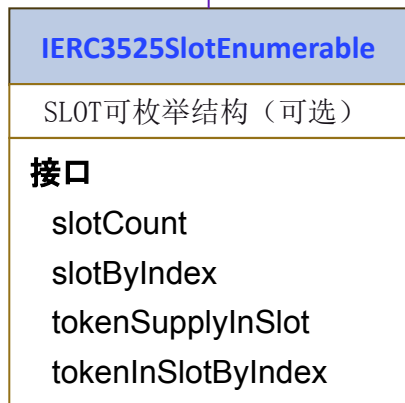 IERC3525SlotEnumerable
SLOT可枚举结构（可选）
接口
slotCount
slotByIndex
tokenSupplyInSlot
tokenInSlotByIndex